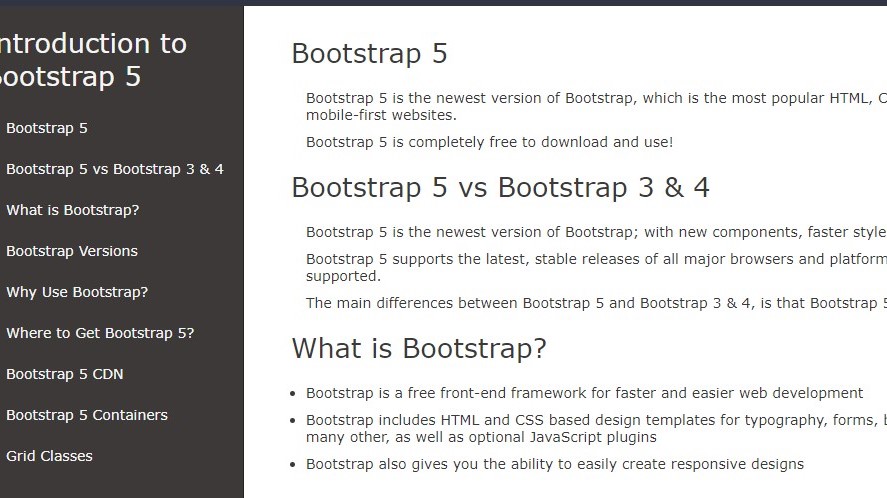 ntroduction to
ootstrap 5
Bootstrap 5
Bootstrap 5 vs Bootstrap 3 & 4
What is Bootstrap?
Bootstrap Versions
Why Use Bootstrap?
Where to Get Bootstrap 5?
Bootstrap 5 CDN
Bootstrap 5 Containers
Grid Classes
Bootstrap 5
Bootstrap 5 is the newest version of Bootstrap, which is the most popular HTML,
mobile-first websites.
Bootstrap 5 is completely free to download and use!
Bootstrap 5 vs Bootstrap 3 & 4
Bootstrap 5 is the newest version of Bootstrap; with new components, faster style
Bootstrap 5 supports the latest, stable releases of all major browsers and platform
supported.
The main differences between Bootstrap 5 and Bootstrap 3 & 4, is that Bootstrap 5
What is Bootstrap?
Bootstrap is a free front-end framework for faster and easier web development
Bootstrap includes HTML and CSS based design templates for typography, forms,
many other, as well as optional JavaScript plugins
Bootstrap also gives you the ability to easily create responsive designs